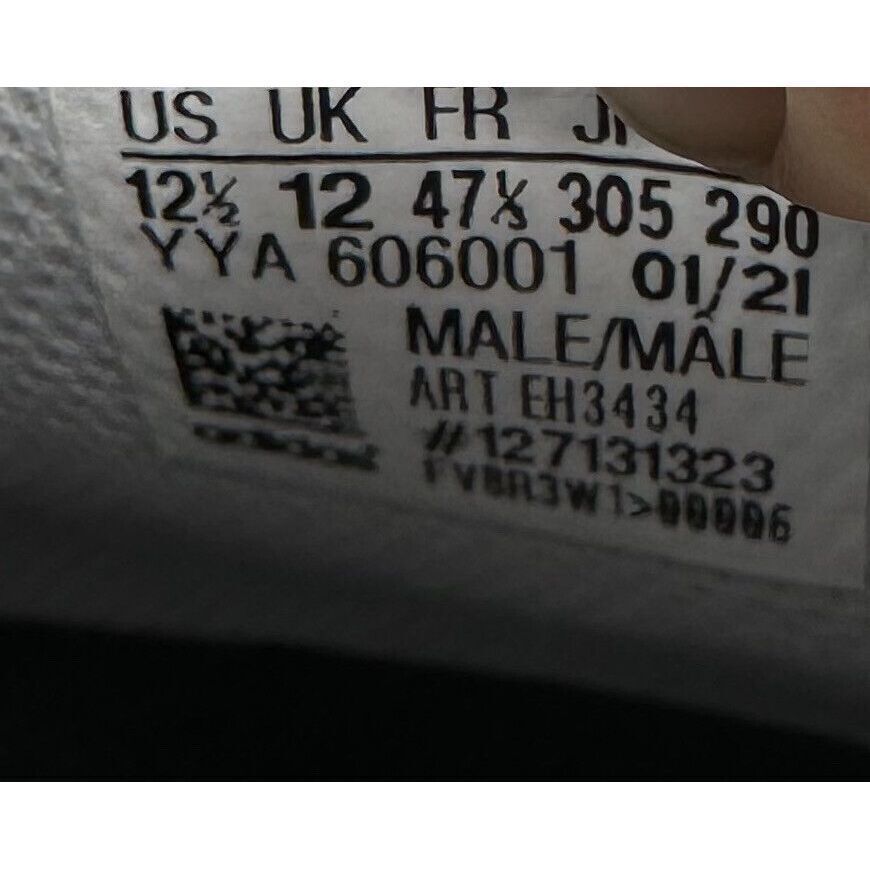 US UK FR
12½ 12 47⅓ 305 290
YYA 606001 01/21
MALE/MÂLE
ART EH3434
#127131323